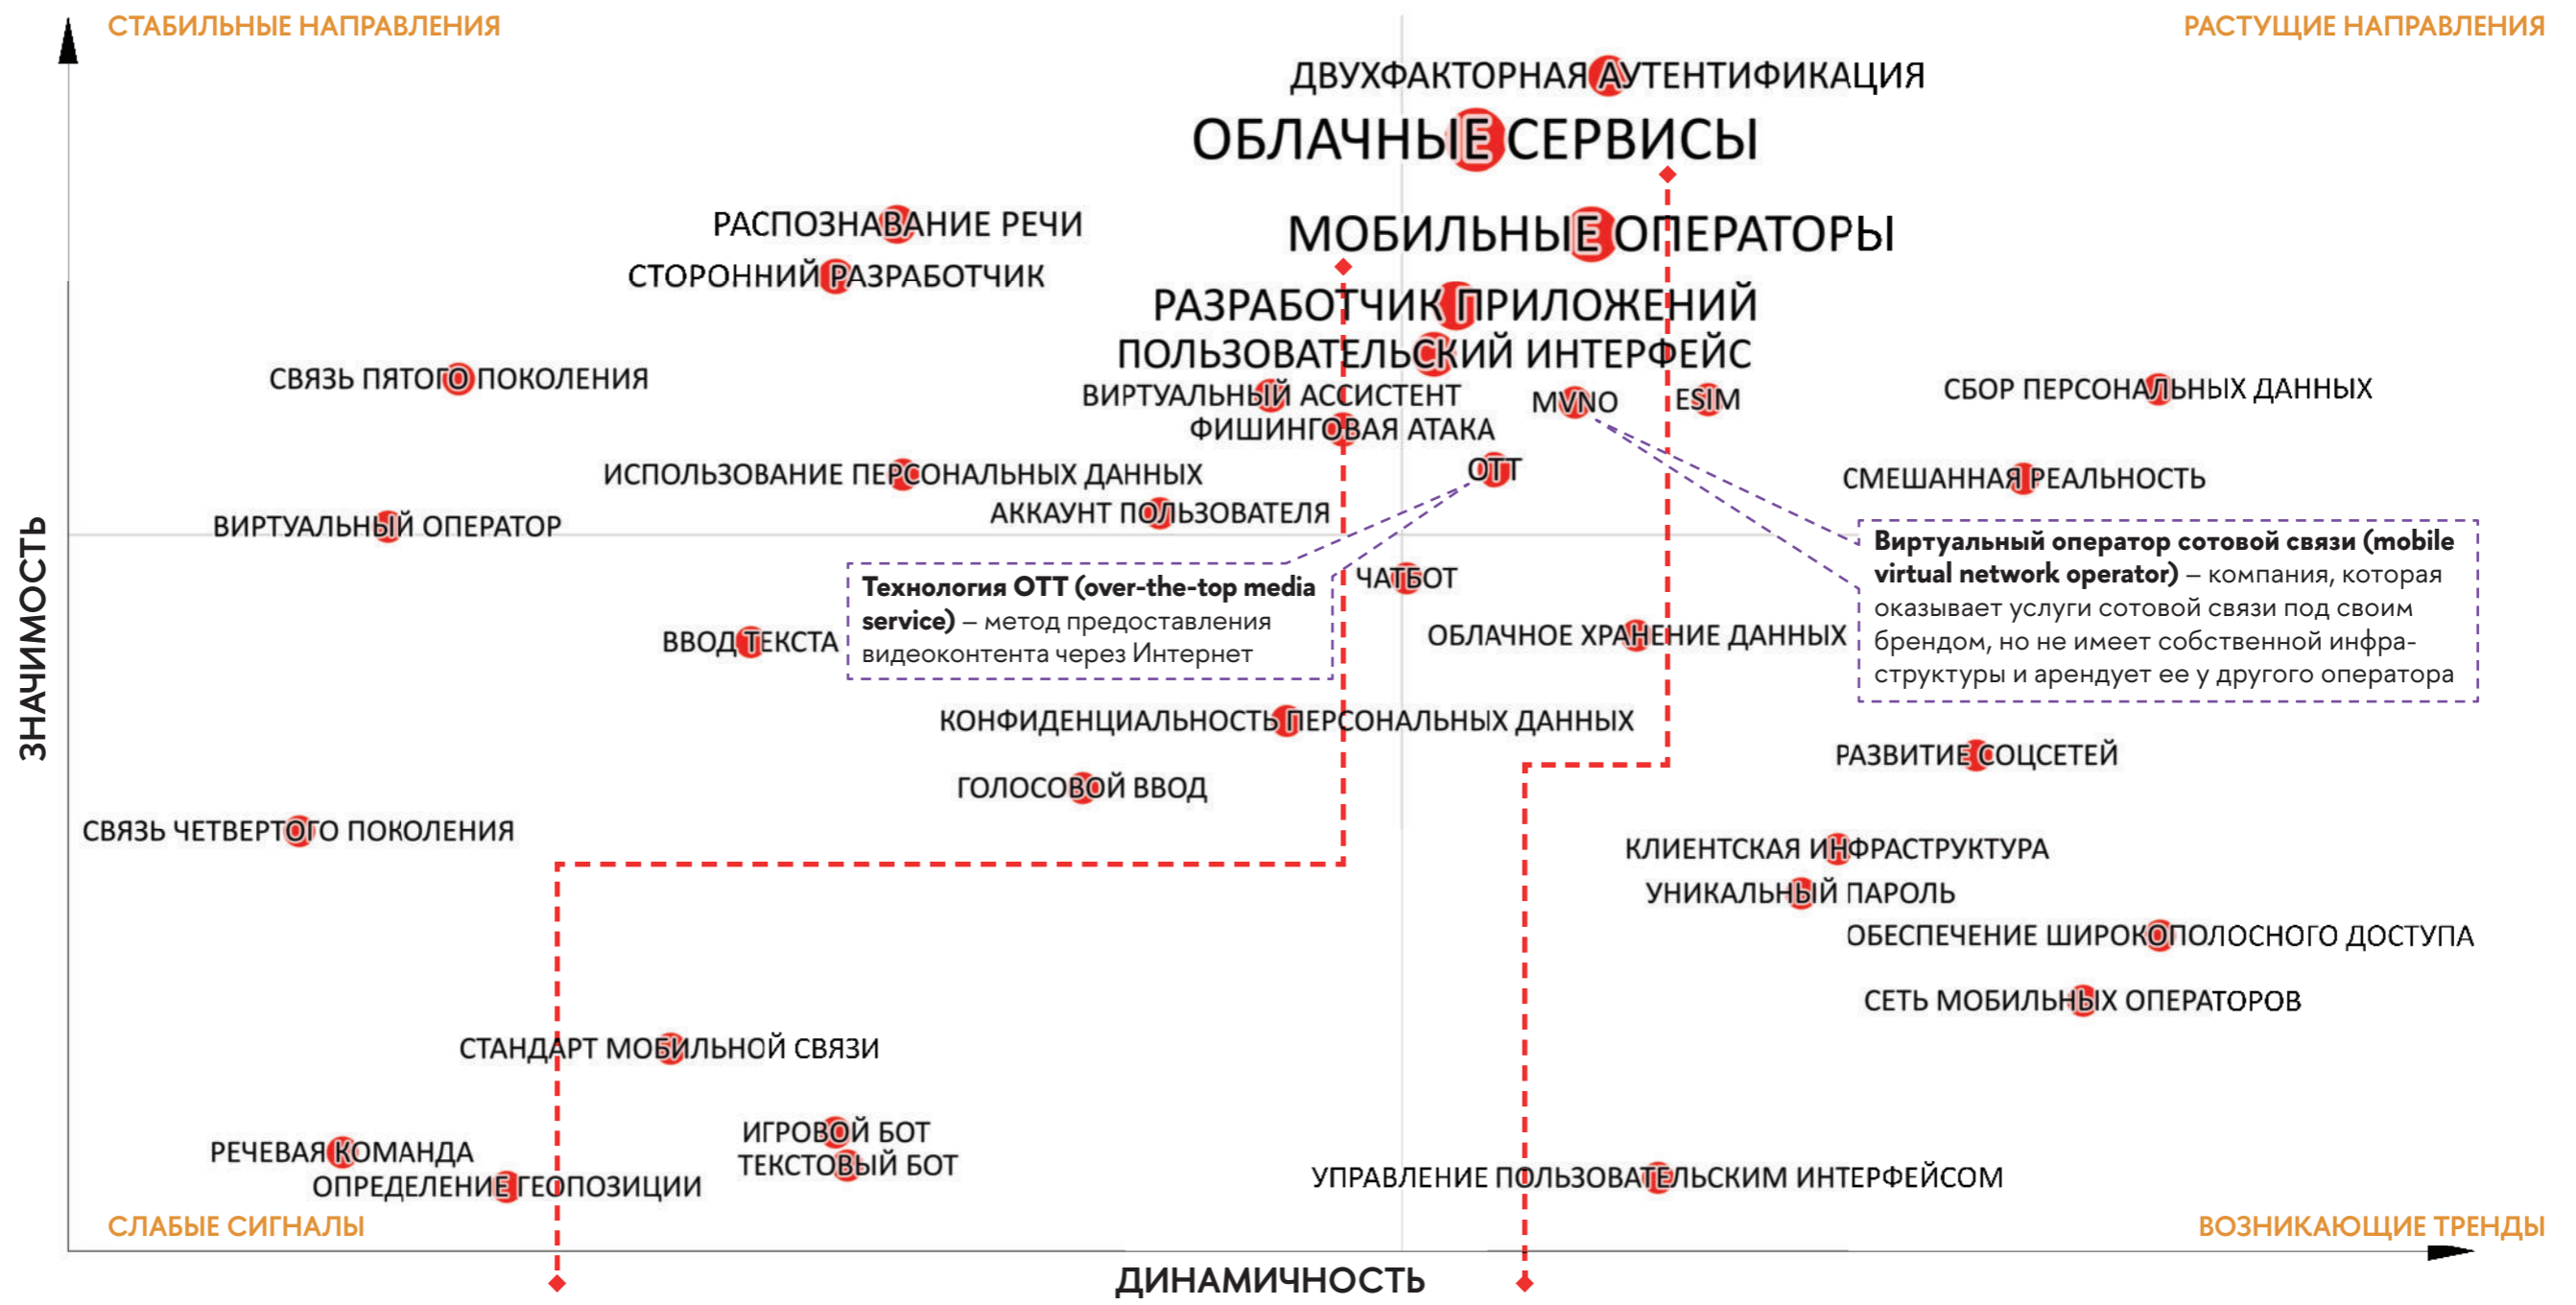 СТАБИЛЬНЫЕ НАПРАВЛЕНИЯ
РАСТУЩИЕ НАПРАВЛЕНИЯ
ДВУХФАКТОРНАЯ АУТЕНТИФИКАЦИЯ
ОБЛАЧНЫЕ СЕРВИСЫ
РАСПОЗНАВАНИЕ РЕЧИ
МОБИЛЬНЫЕ ОПЕРАТОРЫ
СТОРОННИЙ РАЗРАБОТЧИК
РАЗРАБОТЧИК ПРИЛОЖЕНИЙ
ПОЛЬЗОВАТЕЛЬСКИЙ ИНТЕРФЕЙС
СВЯЗЬ ПЯТОГО ПОКОЛЕНИЯ
ВИРТУАЛЬНЫЙ АССИСТЕНТ
MVNO
ESIM
СБОР ПЕРСОНАЛЬНЫХ ДАННЫХ
ФИШИНГОВАЯ АТАКА
ИСПОЛЬЗОВАНИЕ ПЕРСОНАЛЬНЫХ ДАННЫХ
ОТТ
СМЕШАННАЯ РЕАЛЬНОСТЬ
АККАУНТ ПОЛЬЗОВАТЕЛЯ
ВИРТУАЛЬНЫЙ ОПЕРАТОР
Виртуальный оператор сотовой связи (mobile
virtual network operator) – компания, которая
оказывает услуги сотовой связи под своим
брендом, но не имеет собственной инфра-
структуры и арендует ее у другого оператора
Технология ОТТ (over-the-top media
service) – метод предоставления
видеоконтента через Интернет
ЧАТБОТ
ВВОД ТЕКСТА
ОБЛАЧНОЕ ХРАНЕНИЕ ДАННЫХ
ЗНАЧИМОСТЬ
КОНФИДЕНЦИАЛЬНОСТЬ ПЕРСОНАЛЬНЫХ ДАННЫХ
РАЗВИТИЕ СОЦСЕТЕЙ
ГОЛОСОВОЙ ВВОД
СВЯЗЬ ЧЕТВЕРТОГО ПОКОЛЕНИЯ
КЛИЕНТСКАЯ ИНФРАСТРУКТУРА
УНИКАЛЬНЫЙ ПАРОЛЬ
ОБЕСПЕЧЕНИЕ ШИРОКОПОЛОСНОГО ДОСТУПА
СЕТЬ МОБИЛЬНЫХ ОПЕРАТОРОВ
СТАНДАРТ МОБИЛЬНОЙ СВЯЗИ
ИГРОВОЙ БОТ
РЕЧЕВАЯ КОМАНДА
ТЕКСТОВЫЙ БОТ
УПРАВЛЕНИЕ ПОЛЬЗОВАТЕЛЬСКИМ ИНТЕРФЕЙСОМ
ОПРЕДЕЛЕНИЕ ГЕОПОЗИЦИИ
СЛАБЫЕ СИГНАЛЫ
ВОЗНИКАЮЩИЕ ТРЕНДЫ
ДИНАМИЧНОСТЬ